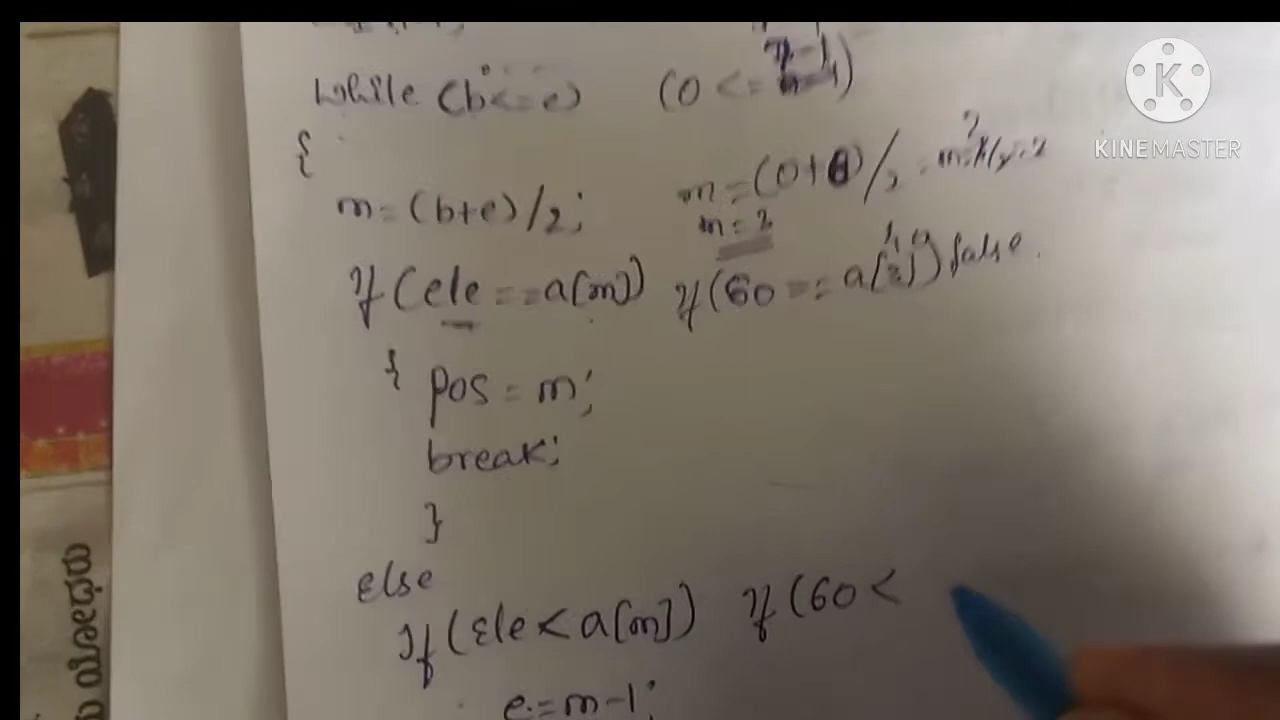 while (b<=e) (0 <= n-1)
{
m = (b+e)/2; m = (0+
m = 2
if (ele == a[m]) if (60 == a[2]) false.
{ pos = m;
break;
}
else
if (ele < a[m]) if (60 <
e = m-1;
K
KINEMASTER